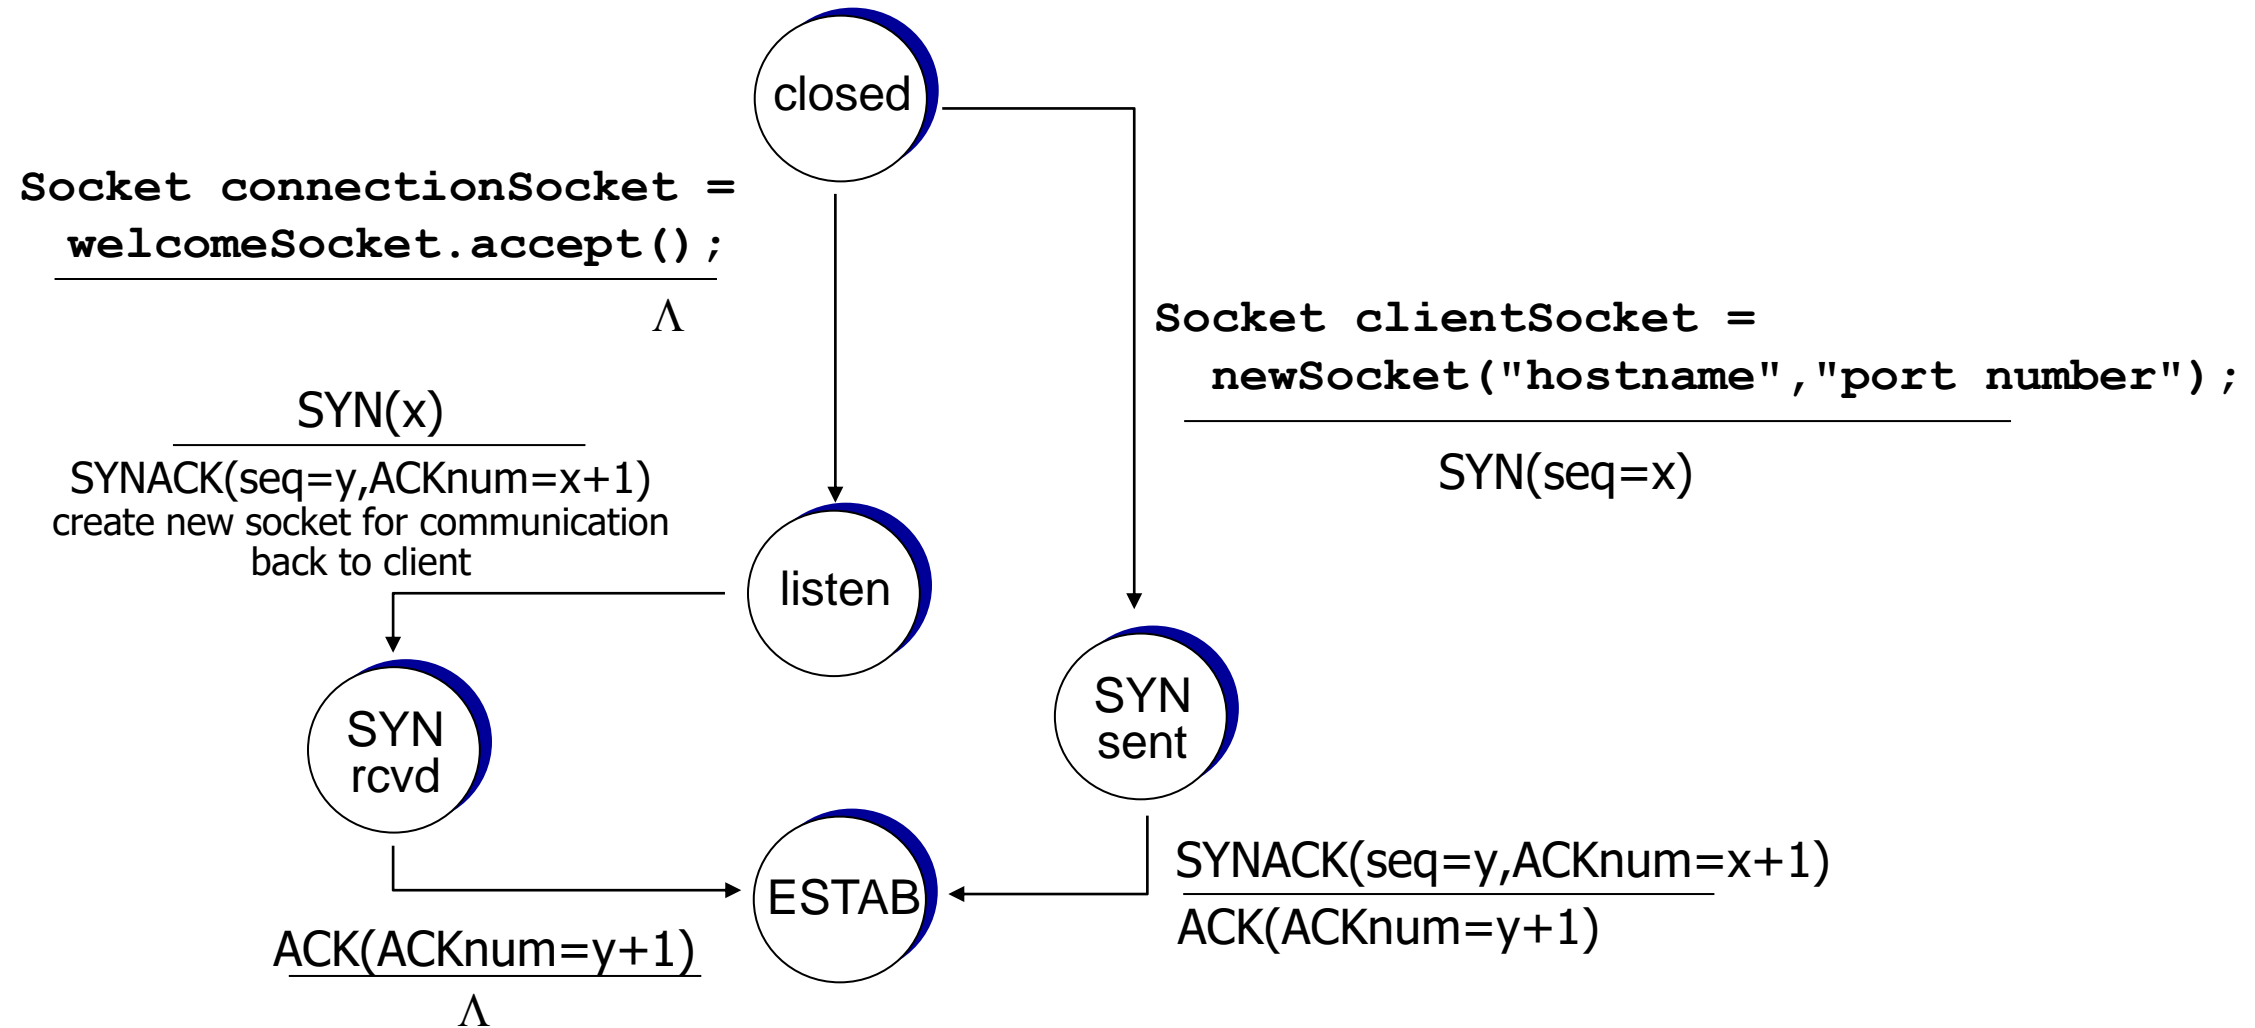 closed
Socket connectionSocket =
welcomeSocket.accept();
Λ
Socket clientSocket =
newSocket("hostname","port number");
SYN(seq=x)
SYN(x)
SYNACK(seq=y,ACKnum=x+1)
create new socket for communication
back to client
listen
SYN
rcvd
SYN
sent
ESTAB
SYNACK(seq=y,ACKnum=x+1)
ACK(ACKnum=y+1)
ACK(ACKnum=y+1)
Λ